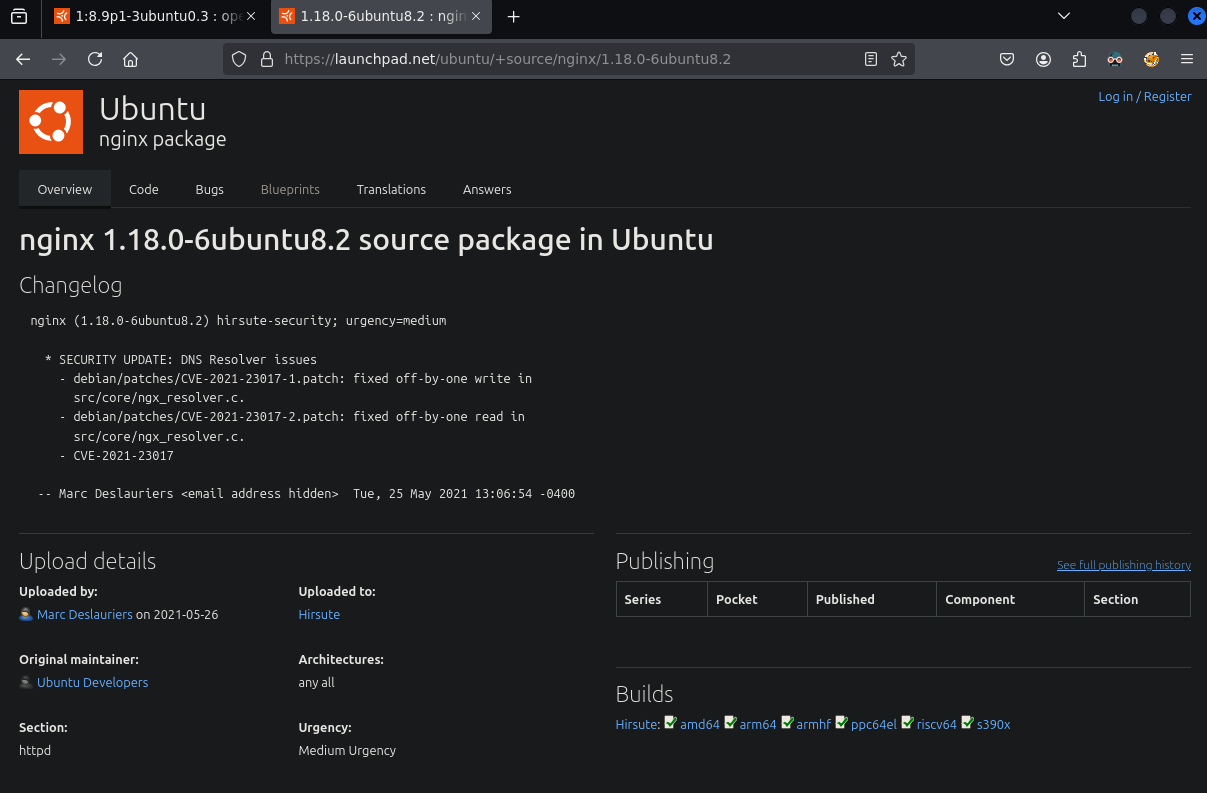 1:8.9p1-3ubuntu0.3 : ope
1.18.0-6ubuntu8.2 : ngin
https://launchpad.net/ubuntu/+source/nginx/1.18.0-6ubuntu8.2
Log in / Register
Ubuntu
nginx package
Overview Code Bugs Blueprints Translations Answers
nginx 1.18.0-6ubuntu8.2 source package in Ubuntu
Changelog
nginx (1.18.0-6ubuntu8.2) hirsute-security; urgency=medium
* SECURITY UPDATE: DNS Resolver issues
- debian/patches/CVE-2021-23017-1.patch: fixed off-by-one write in
src/core/ngx_resolver.c.
- debian/patches/CVE-2021-23017-2.patch: fixed off-by-one read in
src/core/ngx_resolver.c.
- CVE-2021-23017
-- Marc Deslauriers <email address hidden>  Tue, 25 May 2021 13:06:54 -0400
Upload details
Uploaded by:
Marc Deslauriers on 2021-05-26
Uploaded to:
Hirsute
Original maintainer:
Ubuntu Developers
Architectures:
any all
Section:
httpd
Urgency:
Medium Urgency
Publishing
See full publishing history
Series Pocket Published Component Section
Builds
Hirsute: amd64 arm64 armhf ppc64el riscv64 s390x